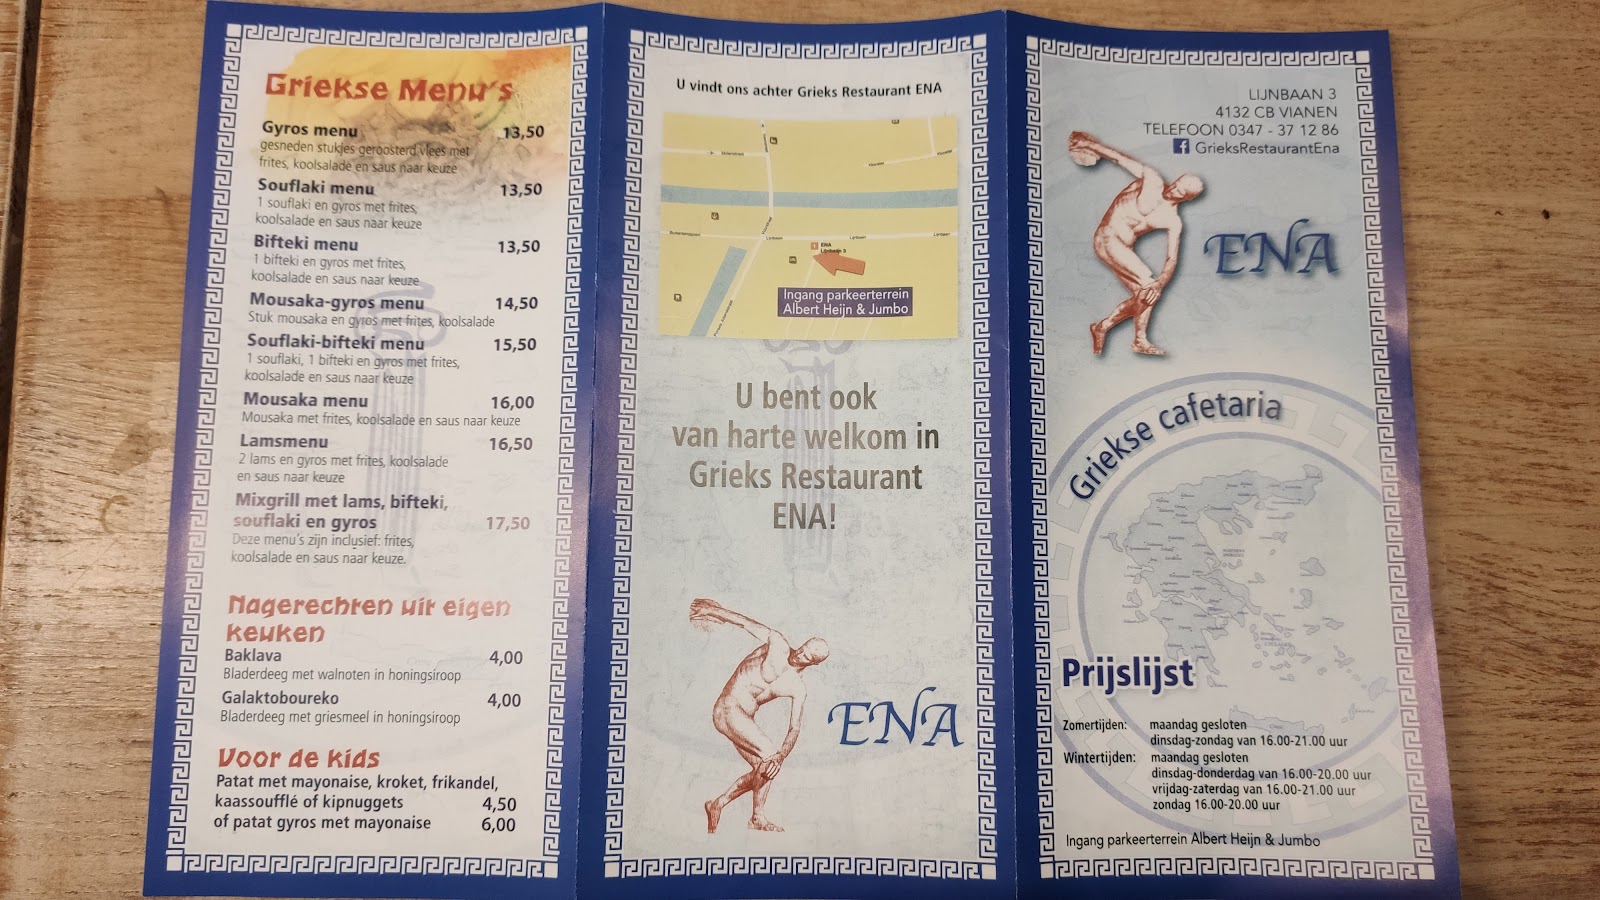 Griekse Menu's
Gyros menu 13,50
gesneden stukjes geroosterd vlees met
frites, koolsalade en saus naar keuze
Souflaki menu 13,50
1 souflaki en gyros met frites,
koolsalade en saus naar keuze
Bifteki menu 13,50
1 bifteki en gyros met frites,
koolsalade en saus naar keuze
Mousaka-gyros menu 14,50
Stuk mousaka en gyros met frites, koolsalade
Souflaki-bifteki menu 15,50
1 souflaki, 1 bifteki en gyros met frites,
koolsalade en saus naar keuze
Mousaka menu 16,00
Mousaka met frites, koolsalade en saus naar keuze
Lamsmenu 16,50
2 lams en gyros met frites, koolsalade
en saus naar keuze
Mixgrill met lams, bifteki,
souflaki en gyros 17,50
Deze menu's zijn inclusief: frites,
koolsalade en saus naar keuze.
Nagerechten uit eigen
keuken
Baklava 4,00
Bladerdeeg met walnoten in honingsiroop
Galaktoboureko 4,00
Bladerdeeg met griesmeel in honingsiroop
Voor de kids
Patat met mayonaise, kroket, frikandel,
kaassoufflé of kipnuggets 4,50
of patat gyros met mayonaise 6,00
U vindt ons achter Grieks Restaurant ENA
Lijnbaan Lijnbaan Lijnbaan
ENA
Lijnbaan 3
Ingang parkeerterrein
Albert Heijn & Jumbo
U bent ook
van harte welkom in
Grieks Restaurant
ENA!
ENA
LIJNBAAN 3
4132 CB VIANEN
TELEFOON 0347 - 37 12 86
GrieksRestaurantEna
ENA
Griekse cafetaria
Prijslijst
Zomertijden: maandag gesloten
dinsdag-zondag van 16.00-21.00 uur
Wintertijden: maandag gesloten
dinsdag-donderdag van 16.00-20.00 uur
vrijdag-zaterdag van 16.00-21.00 uur
zondag 16.00-20.00 uur
Ingang parkeerterrein Albert Heijn & Jumbo